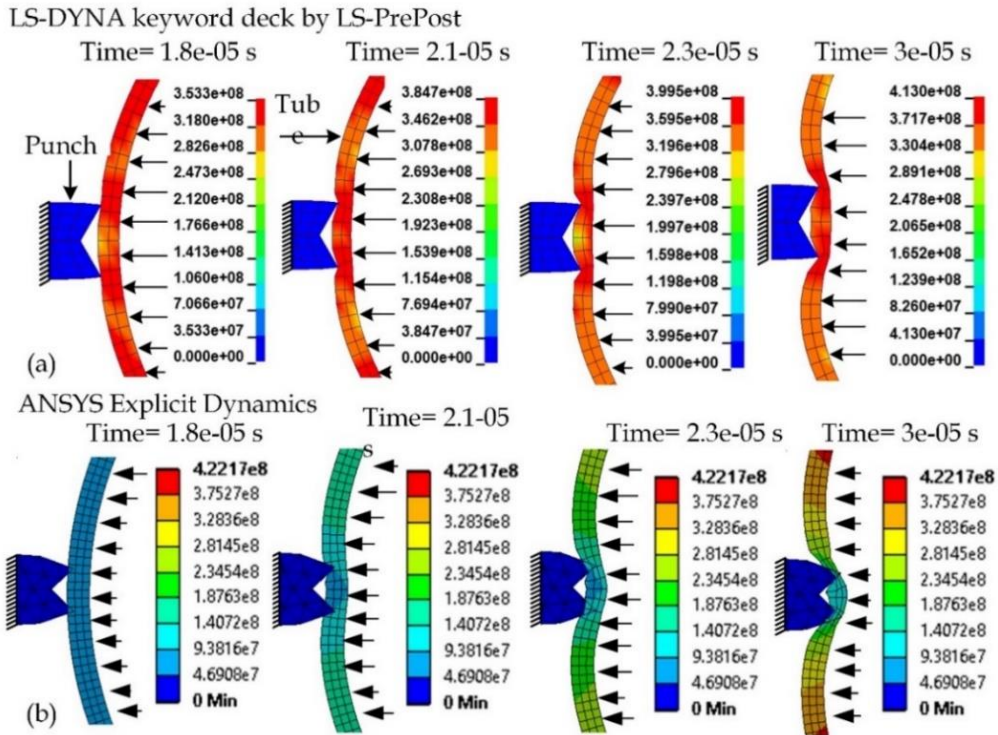 LS-DYNA keyword deck by LS-PrePost
Time= 1.8e-05 s
Time= 2.1-05 s
Time= 2.3e-05 s
Time= 3e-05 s
Punch
Tub
e
3.533e+08
3.180e+08
2.826e+08
2.473e+08
2.120e+08
1.766e+08
1.413e+08
1.060e+08
7.066e+07
3.533e+07
0.000e+00
3.847e+08
3.462e+08
3.078e+08
2.693e+08
2.308e+08
1.923e+08
1.539e+08
1.154e+08
7.694e+07
3.847e+07
0.000e+00
3.995e+08
3.595e+08
3.196e+08
2.796e+08
2.397e+08
1.997e+08
1.598e+08
1.198e+08
7.990e+07
3.995e+07
0.000e+00
4.130e+08
3.717e+08
3.304e+08
2.891e+08
2.478e+08
2.065e+08
1.652e+08
1.239e+08
8.260e+07
4.130e+07
0.000e+00
(a)
ANSYS Explicit Dynamics
Time= 1.8e-05 s
Time= 2.1-05
s
Time= 2.3e-05 s
Time= 3e-05 s
4.2217e8
3.7527e8
3.2836e8
2.8145e8
2.3454e8
1.8763e8
1.4072e8
9.3816e7
4.6908e7
0 Min
4.2217e8
3.7527e8
3.2836e8
2.8145e8
2.3454e8
1.8763e8
1.4072e8
9.3816e7
4.6908e7
0 Min
4.2217e8
3.7527e8
3.2836e8
2.8145e8
2.3454e8
1.8763e8
1.4072e8
9.3816e7
4.6908e7
0 Min
4.2217e8
3.7527e8
3.2836e8
2.8145e8
2.3454e8
1.8763e8
1.4072e8
9.3816e7
4.6908e7
0 Min
(b)